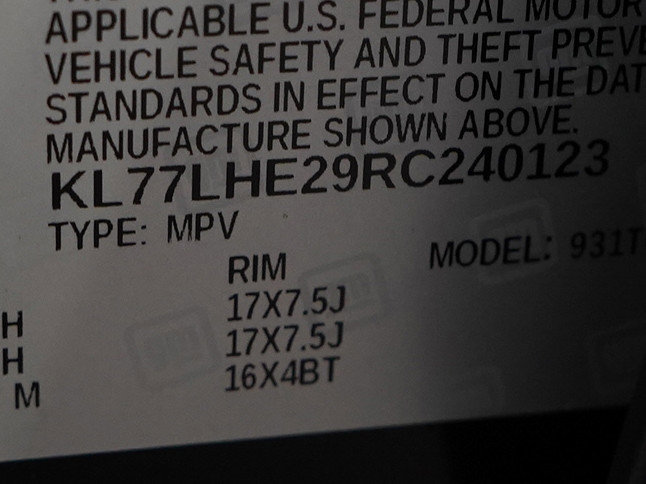 APPLICABLE U.S. FEDERAL MOTOR
VEHICLE SAFETY AND THEFT PREVE
STANDARDS IN EFFECT ON THE DAT
MANUFACTURE SHOWN ABOVE.
KL77LHE29RC240123
TYPE: MPV
MODEL: 931T
RIM
H 17X7.5J
H 17X7.5J
M 16X4BT